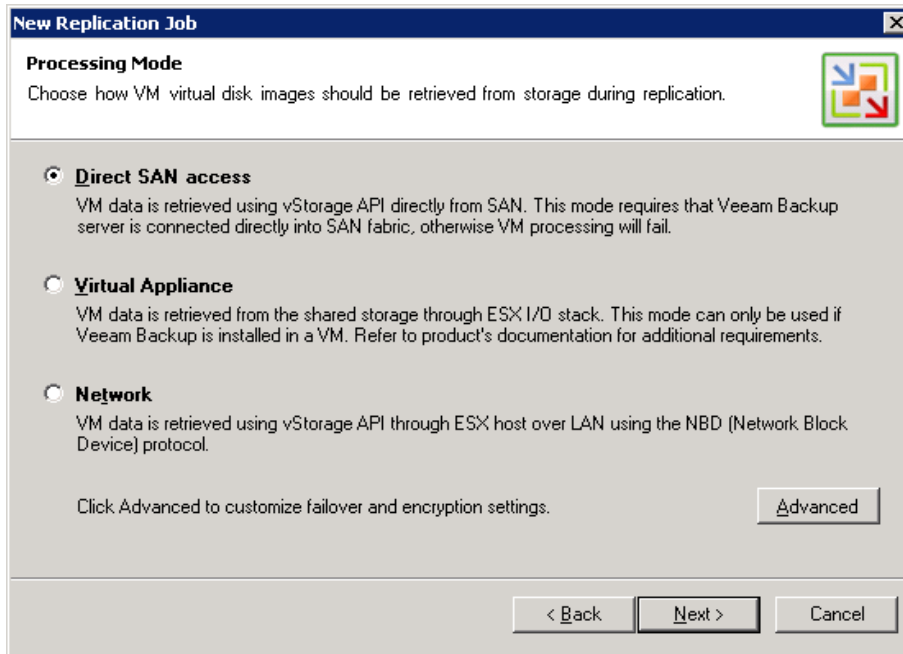 New Replication Job
Processing Mode
Choose how VM virtual disk images should be retrieved from storage during replication.
Direct SAN access
VM data is retrieved using vStorage API directly from SAN. This mode requires that Veeam Backup
server is connected directly into SAN fabric, otherwise VM processing will fail.
Virtual Appliance
VM data is retrieved from the shared storage through ESX I/O stack. This mode can only be used if
Veeam Backup is installed in a VM. Refer to product's documentation for additional requirements.
Network
VM data is retrieved using vStorage API through ESX host over LAN using the NBD (Network Block
Device) protocol.
Click Advanced to customize failover and encryption settings.
Advanced
< Back
Next >
Cancel